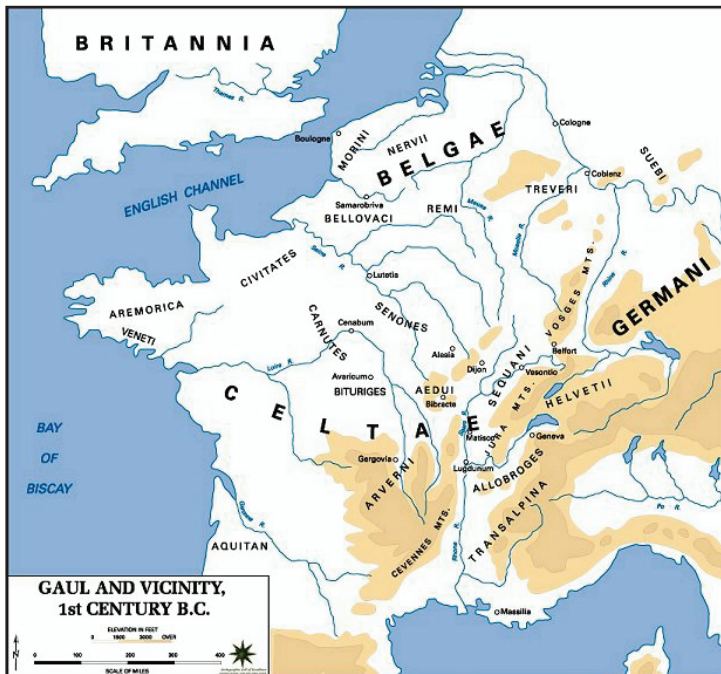 BRITANNIA
Thames R.
Boulogne
MORINI
NERVII
BELGAE
Cologne
SUEBI
Coblenz
TREVERI
ENGLISH CHANNEL
Samarobriva
BELLOVACI
REMI
Meuse R.
Moselle R.
Rhine R.
VOSGES MTS.
GERMANI
CIVITATES
Seine R.
Lutetia
AREMORICA
VENETI
CARNUTES
Cenabum
SENONES
Alesia
Dijon
Belfort
SEQUANI
Vesontio
Loire R.
Avaricum
BITURIGES
AEDUI
Bibracte
JURA MTS.
HELVETII
CELTAE
Matisco
Geneva
BAY
OF
BISCAY
Gergovia
ARVERNI
Lugdunum
ALLOBROGES
TRANSALPINA
Po R.
Garonne R.
AQUITAN
CEVENNES MTS.
Rhone R.
Massilia
GAUL AND VICINITY,
1st CENTURY B.C.
ELEVATION IN FEET
0 1500 3000 OVER
N
0 100 200 300 400
SCALE OF MILES